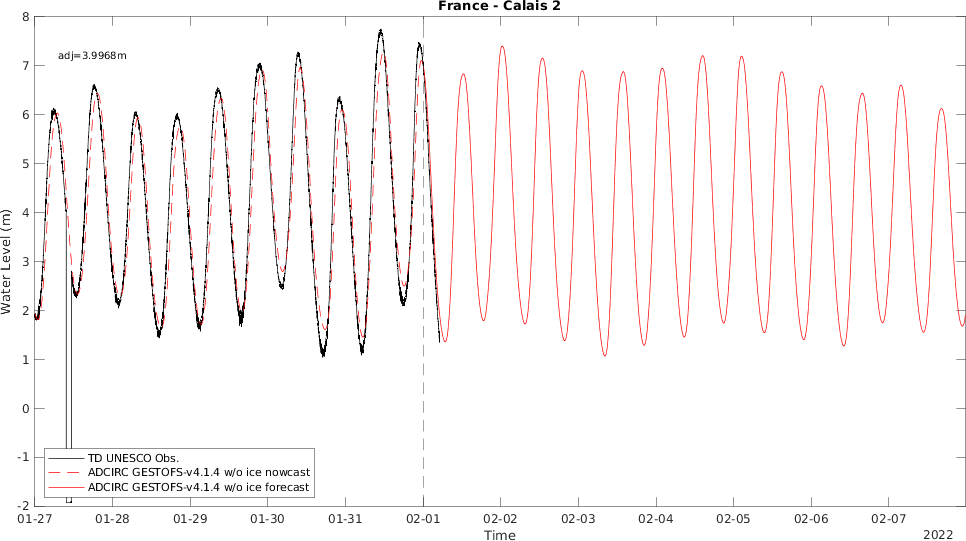 France - Calais 2
adj=3.9968m
8
7
6
5
4
3
2
1
0
-1
-2
Water Level (m)
TD UNESCO Obs.
ADCIRC GESTOFS-v4.1.4 w/o ice nowcast
ADCIRC GESTOFS-v4.1.4 w/o ice forecast
01-27 01-28 01-29 01-30 01-31 02-01 02-02 02-03 02-04 02-05 02-06 02-07
Time
2022